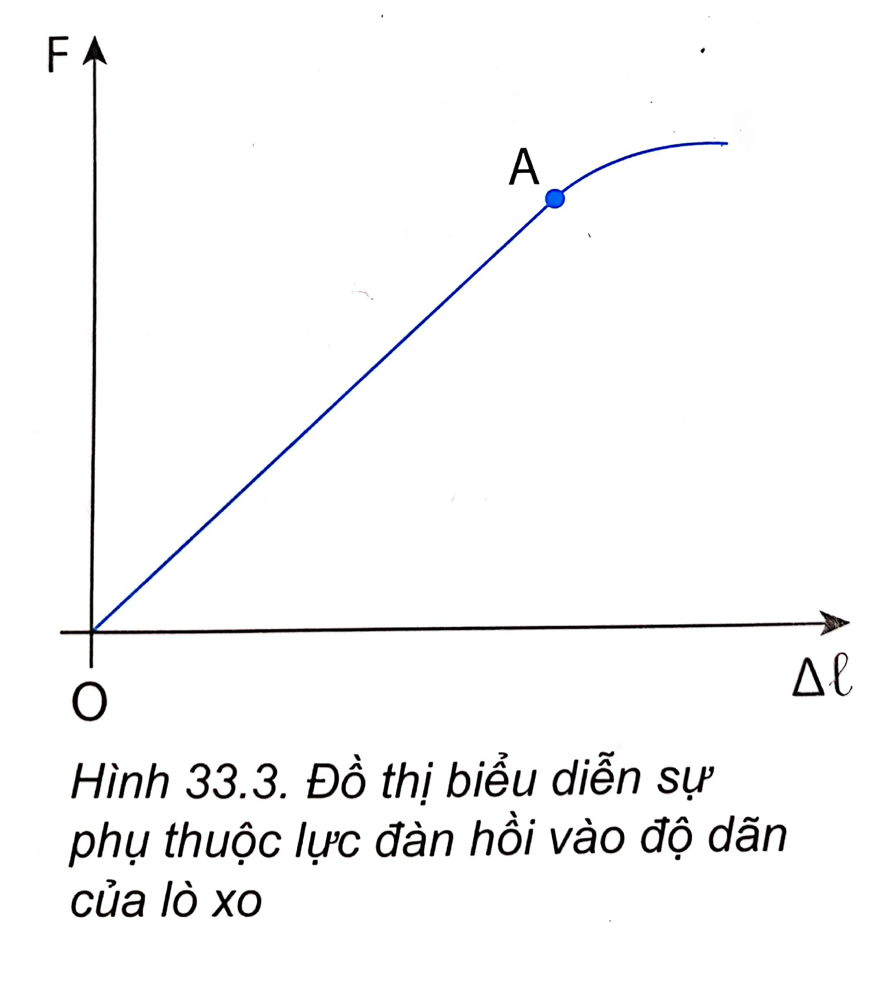 F
A
O
Δℓ
Hình 33.3. Đồ thị biểu diễn sự
phụ thuộc lực đàn hồi vào độ dãn
của lò xo